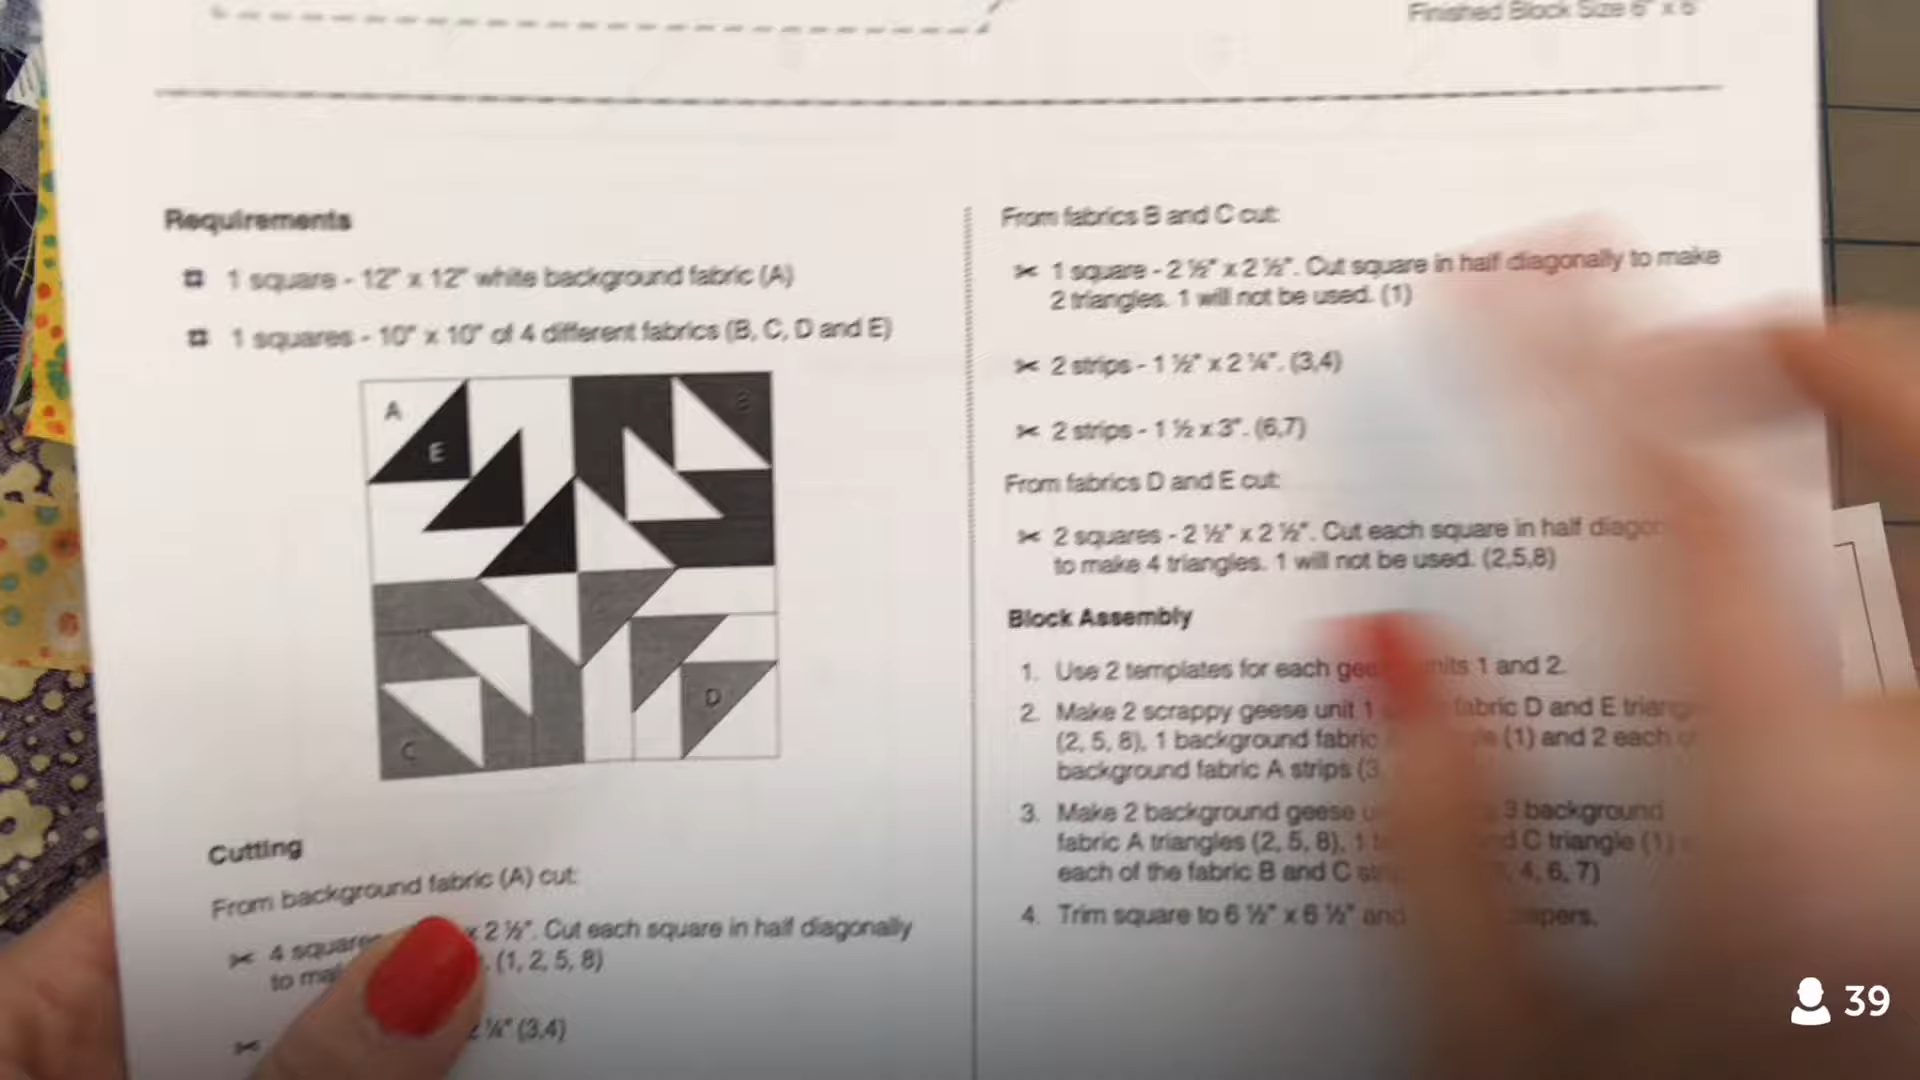 Finished Block Size 6" x 6"
Requirements
1 square - 12" x 12" white background fabric (A)
1 squares - 10" x 10" of 4 different fabrics (B, C, D and E)
A
E
B
C
D
Cutting
From background fabric (A) cut:
4 squares x 2 ½". Cut each square in half diagonally
to (1, 2, 5, 8)
¼" (3,4)
From fabrics B and C cut:
1 square - 2 ½" x 2 ½". Cut square in half diagonally to make
2 triangles. 1 will not be used. (1)
2 strips - 1 ½" x 2 ¼". (3,4)
2 strips - 1 ½ x 3". (6,7)
From fabrics D and E cut:
2 squares - 2 ½" x 2 ½". Cut each square in half
to make 4 triangles. 1 will not be used. (2,5,8)
Block Assembly
1. Use 2 templates for each 1 and 2.
2. Make 2 scrappy geese unit 1 fabric D and E
(2, 5, 8), 1 background fabric (1) and 2 each
background fabric A strips (3,
3. Make 2 background geese 3 background
fabric A triangles (2, 5, 8), 1 C triangle (1)
each of the fabric B and C 4, 6, 7)
4. Trim square to 6 ½" x 6 ½" and
39